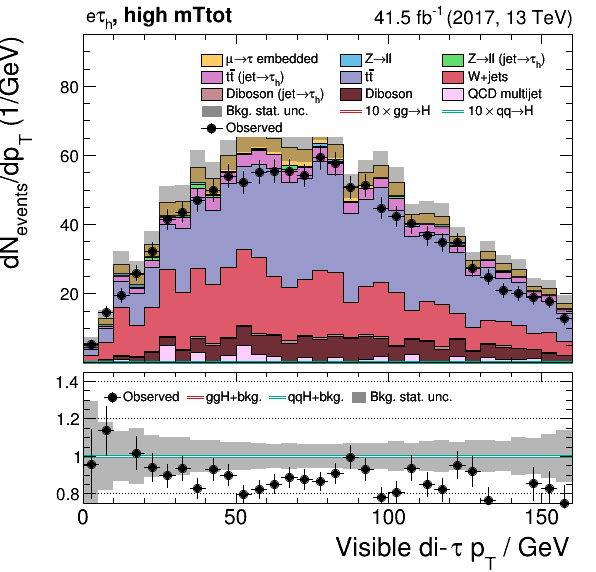 eτh, high mTtot 41.5 fb⁻¹ (2017, 13 TeV)
dNevents/dpT (1/GeV)
μ→τ embedded Z→ll Z→ll (jet→τh)
tt̄ (jet→τh) tt̄ W+jets
Diboson (jet→τh) Diboson QCD multijet
Bkg. stat. unc. 10 × gg→H 10 × qq→H
Observed
80
60
40
20
1.4
Observed ggH+bkg. qqH+bkg. Bkg. stat. unc.
1.2
1
0.8
0 50 100 150
Visible di-τ pT / GeV